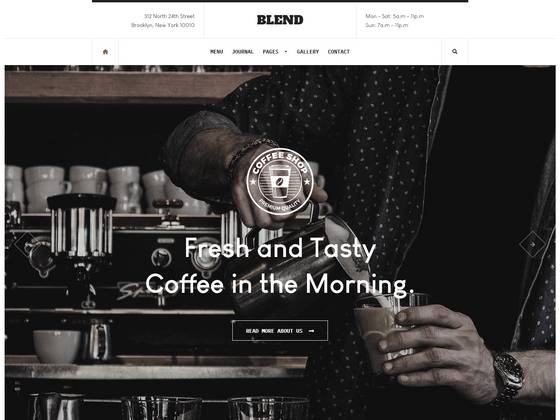 312 North 24th Street
Brooklyn, New York 10010
BLEND
Mon - Sat: 5a.m - 11p.m
Sun: 7a.m - 11p.m
MENU JOURNAL PAGES GALLERY CONTACT
COFFEE SHOP
PREMIUM QUALITY
Fresh and Tasty
Coffee in the Morning.
READ MORE ABOUT US